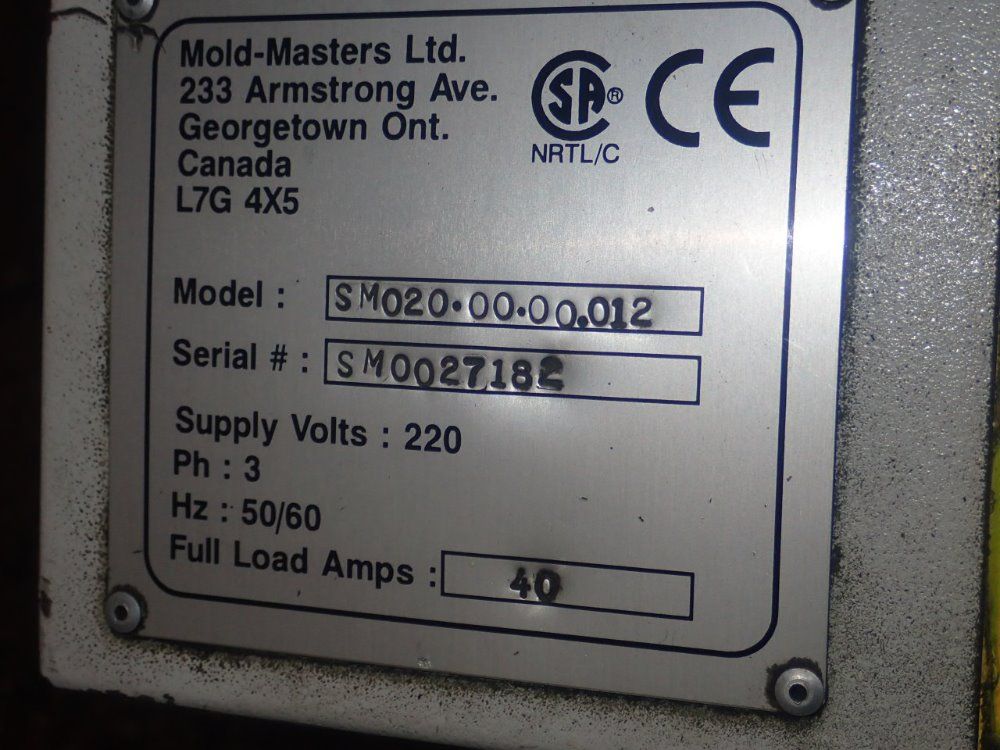 Mold-Masters Ltd.
233 Armstrong Ave.
Georgetown Ont.
Canada
L7G 4X5
SA ® CE
NRTL/C
Model : SM020.00.00.012
Serial # : SM0027182
Supply Volts : 220
Ph : 3
Hz : 50/60
Full Load Amps : 40